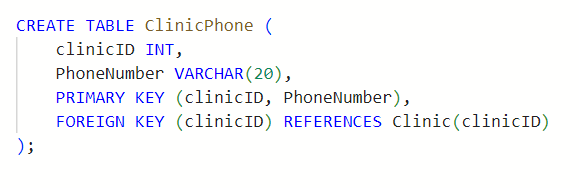 CREATE TABLE ClinicPhone (
    clinicID INT,
    PhoneNumber VARCHAR(20),
    PRIMARY KEY (clinicID, PhoneNumber),
    FOREIGN KEY (clinicID) REFERENCES Clinic(clinicID)
);